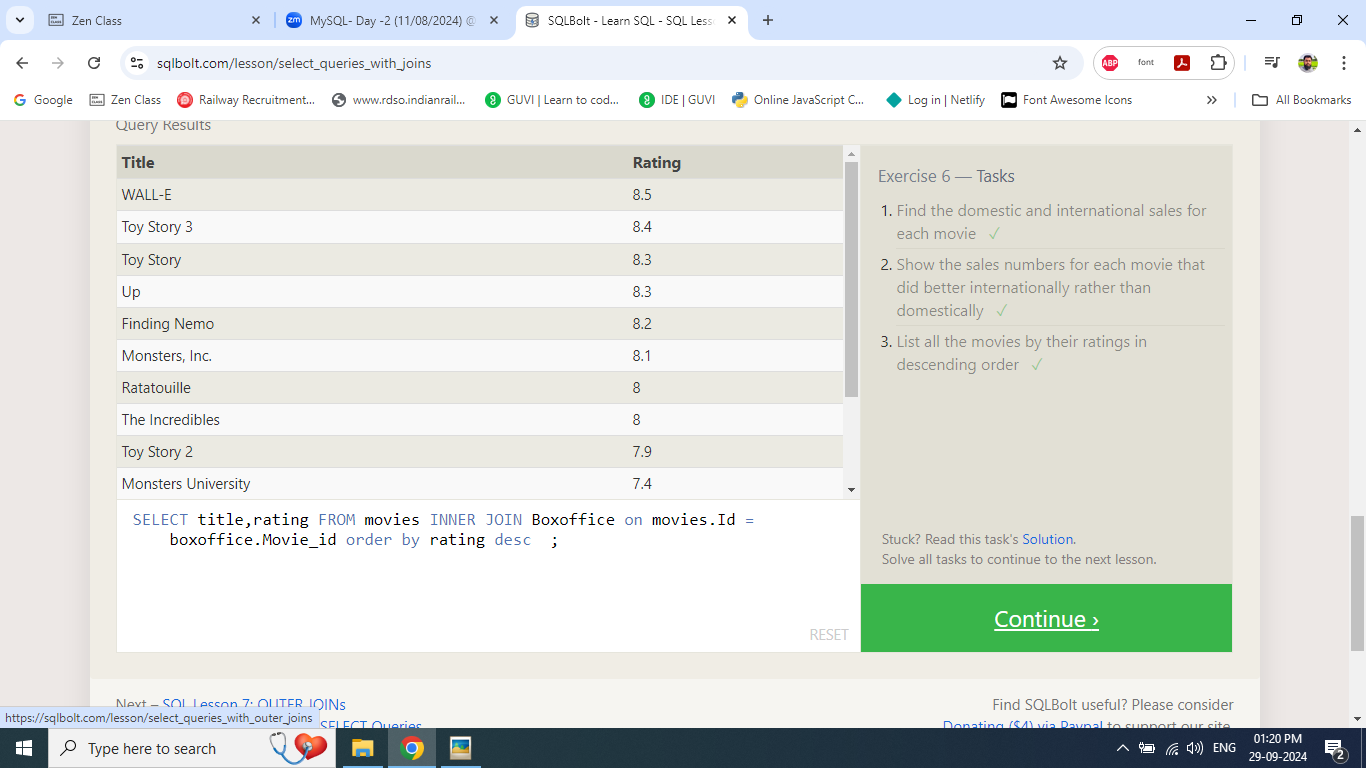 Zen Class
zm MySQL- Day -2 (11/08/2024) @
SQLBolt - Learn SQL - SQL Less
sqlbolt.com/lesson/select_queries_with_joins
ABP font
Google Zen Class Railway Recruitment... www.rdso.indianrail... GUVI | Learn to cod... IDE | GUVI Online JavaScript C... Log in | Netlify Font Awesome Icons » All Bookmarks
Query Results
Title Rating
WALL-E 8.5
Toy Story 3 8.4
Toy Story 8.3
Up 8.3
Finding Nemo 8.2
Monsters, Inc. 8.1
Ratatouille 8
The Incredibles 8
Toy Story 2 7.9
Monsters University 7.4
SELECT title,rating FROM movies INNER JOIN Boxoffice on movies.Id =
boxoffice.Movie_id order by rating desc ;
RESET
Exercise 6 — Tasks
1. Find the domestic and international sales for
each movie ✓
2. Show the sales numbers for each movie that
did better internationally rather than
domestically ✓
3. List all the movies by their ratings in
descending order ✓
Stuck? Read this task's Solution.
Solve all tasks to continue to the next lesson.
Continue ›
Next – SQL Lesson 7: OUTER JOINs
SELECT Queries
Find SQLBolt useful? Please consider
Donating ($4) via Paypal to support our site.
https://sqlbolt.com/lesson/select_queries_with_outer_joins
Type here to search
ENG
01:20 PM
29-09-2024
2